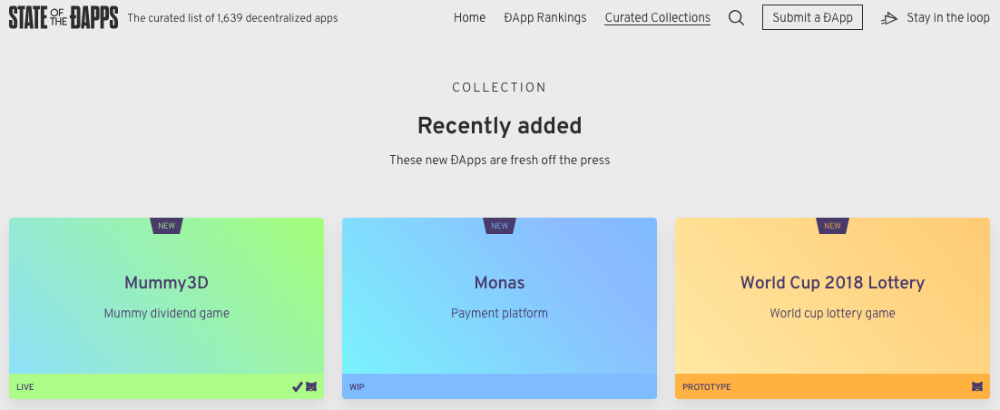 STATE OF THE ĐAPPS
The curated list of 1,639 decentralized apps
Home
ĐApp Rankings
Curated Collections
Submit a ĐApp
Stay in the loop
COLLECTION
Recently added
These new ĐApps are fresh off the press
NEW
Mummy3D
Mummy dividend game
LIVE
NEW
Monas
Payment platform
WIP
NEW
World Cup 2018 Lottery
World cup lottery game
PROTOTYPE